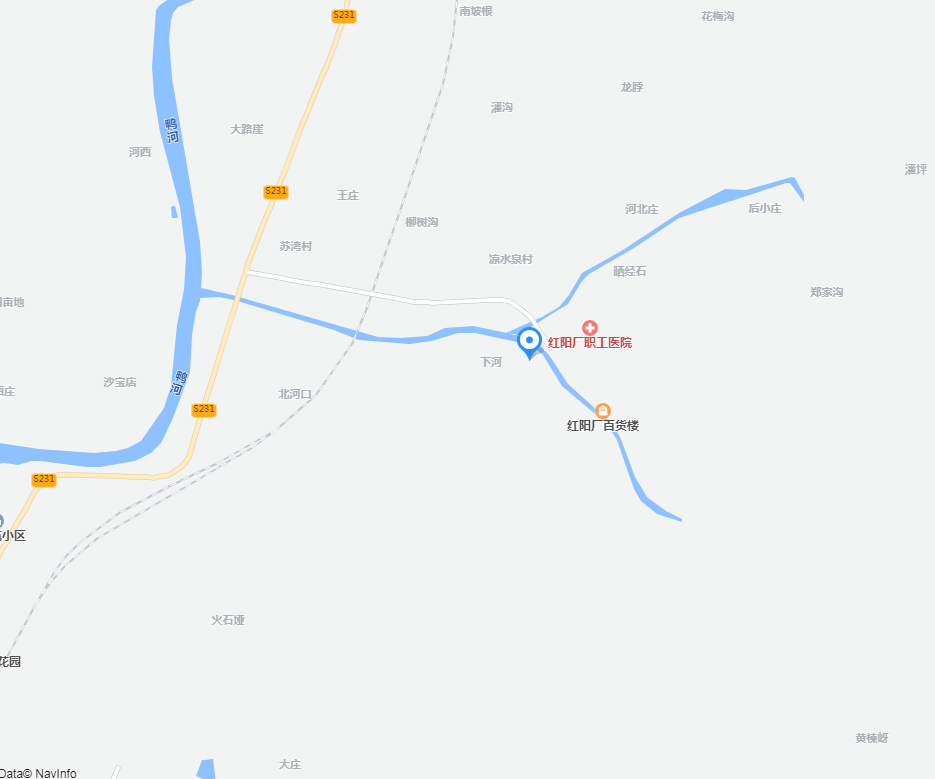 南坡根
S231
花梅沟
龙脖
潘沟
鸭河
大路崖
河西
潘坪
S231
王庄
河北庄
后小庄
柳树沟
苏湾村
凉水泉村
晒经石
郑家沟
亩地
红阳厂职工医院
下河
沙宝店
鸭河
庄
北河口
S231
红阳厂百货楼
S231
小区
火石垭
花园
黄楝岈
大庄
Data© NavInfo